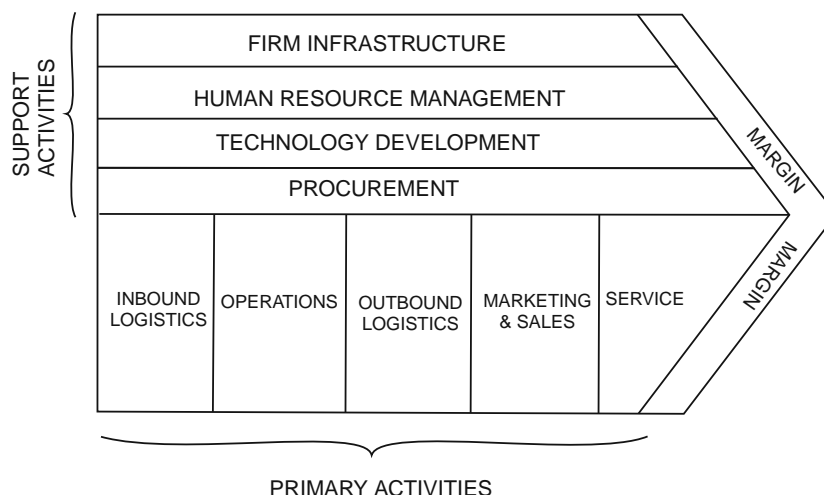 SUPPORT
ACTIVITIES
FIRM INFRASTRUCTURE
HUMAN RESOURCE MANAGEMENT
TECHNOLOGY DEVELOPMENT
PROCUREMENT
MARGIN
MARGIN
INBOUND
LOGISTICS
OPERATIONS
OUTBOUND
LOGISTICS
MARKETING
& SALES
SERVICE
PRIMARY ACTIVITIES